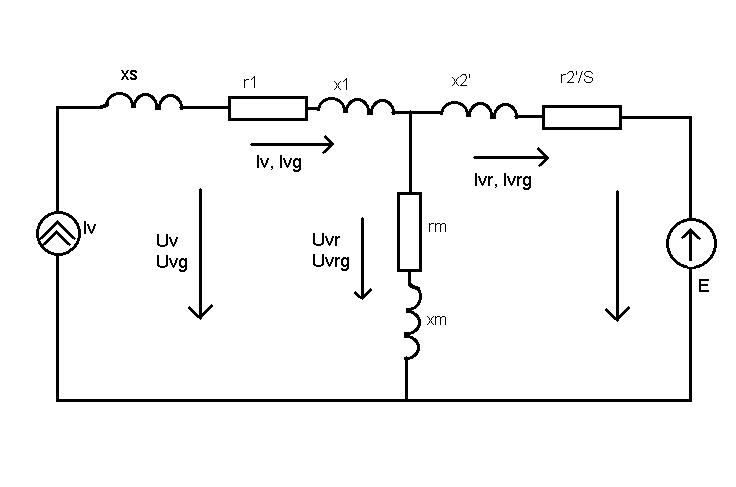 xs
r1
x1
x2'
r2'/S
Iv, Ivg
Ivr, Ivrg
Iv
Uv
Uvg
Uvr
Uvrg
rm
xm
E